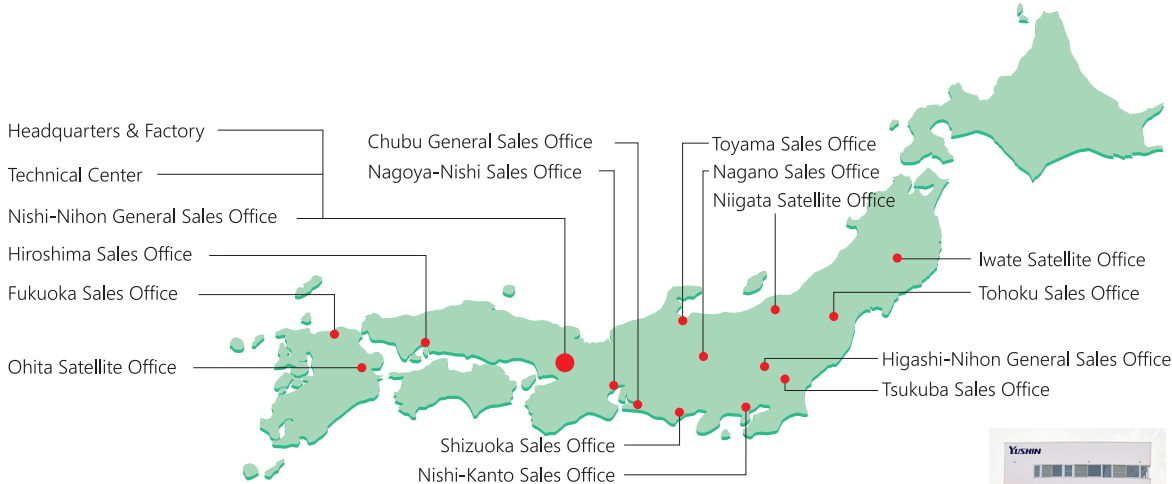 Headquarters & Factory
Technical Center
Nishi-Nihon General Sales Office
Hiroshima Sales Office
Fukuoka Sales Office
Ohita Satellite Office
Chubu General Sales Office
Nagoya-Nishi Sales Office
Toyama Sales Office
Nagano Sales Office
Niigata Satellite Office
Iwate Satellite Office
Tohoku Sales Office
Higashi-Nihon General Sales Office
Tsukuba Sales Office
Shizuoka Sales Office
Nishi-Kanto Sales Office
YUSHIN